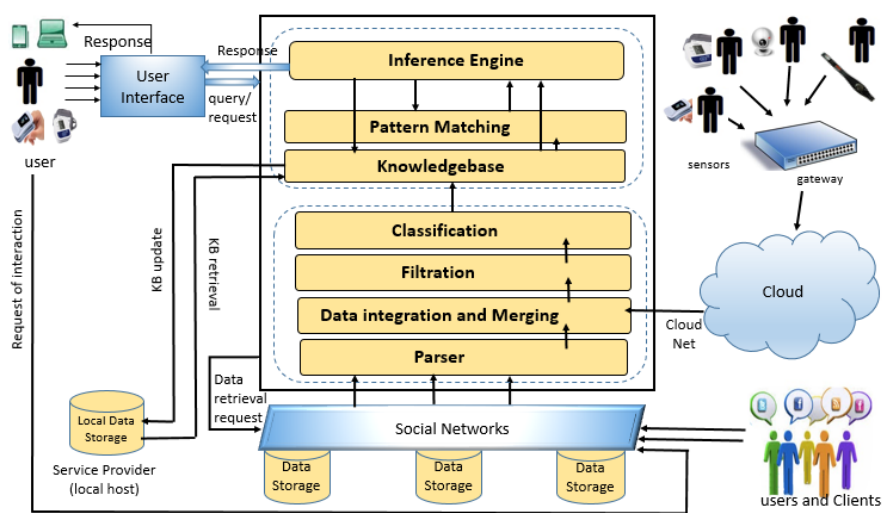 Response
User
Interface
Response
query/
request
user
Inference Engine
Pattern Matching
Knowledgebase
sensors
gateway
Request of interaction
KB update
KB retrieval
Classification
Filtration
Data integration and Merging
Parser
Cloud
Cloud
Net
Data
retrieval
request
Local Data
Storage
Service Provider
(local host)
Social Networks
Data
Storage
Data
Storage
Data
Storage
users and Clients